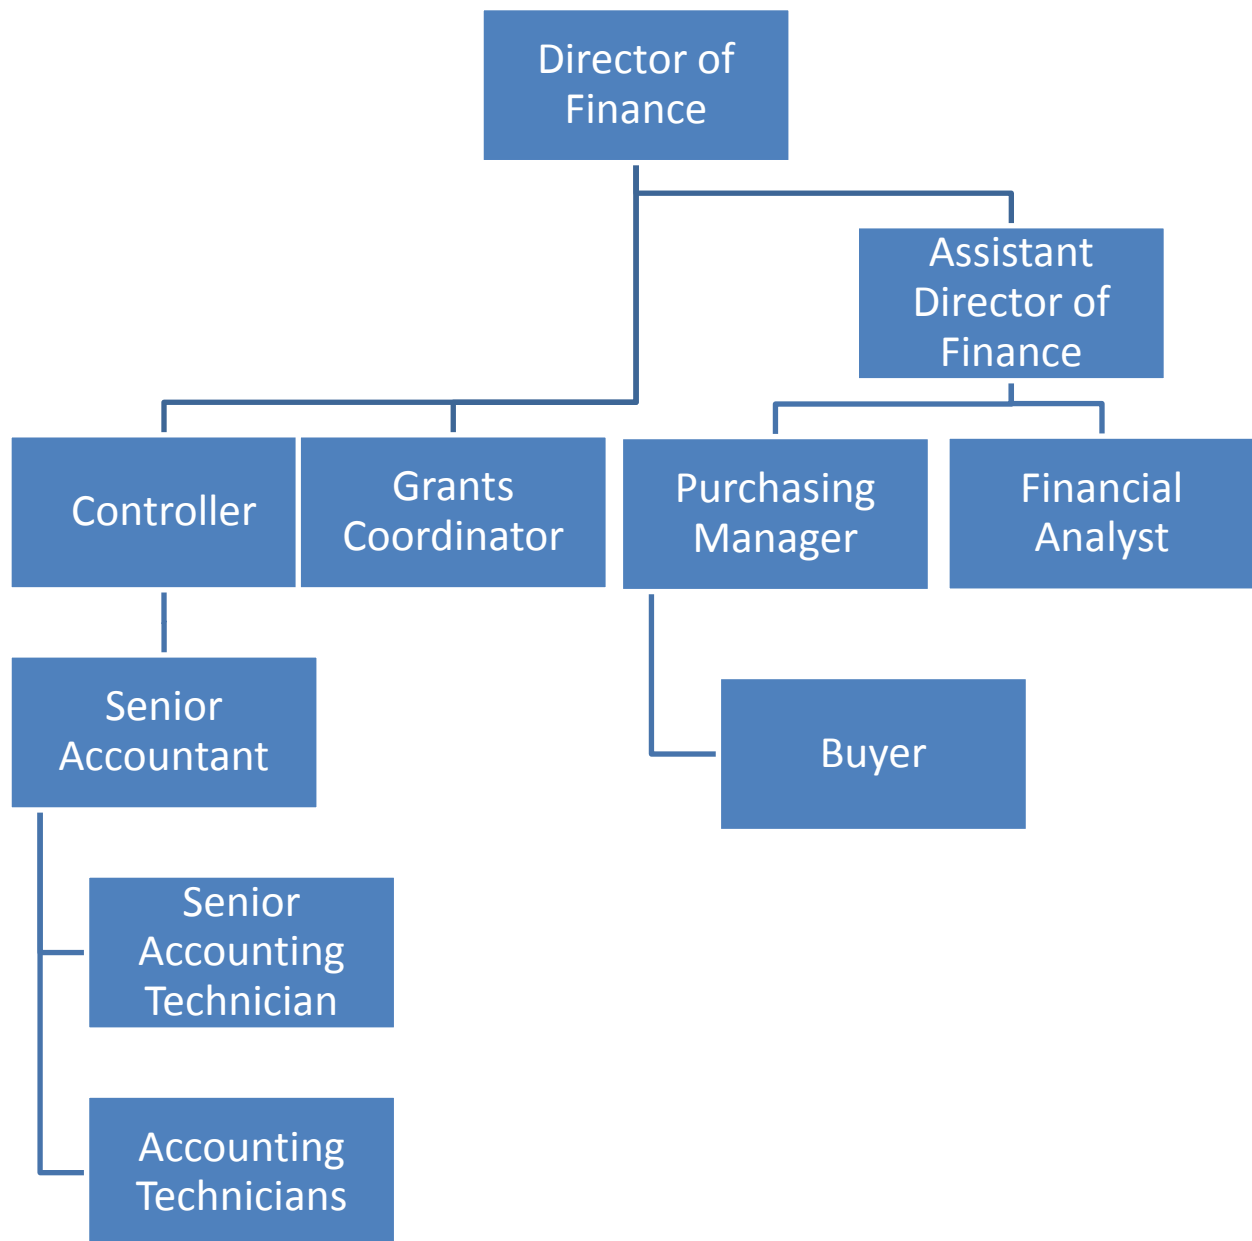 Director of
Finance
Assistant
Director of
Finance
Controller
Grants
Coordinator
Purchasing
Manager
Financial
Analyst
Senior
Accountant
Buyer
Senior
Accounting
Technician
Accounting
Technicians